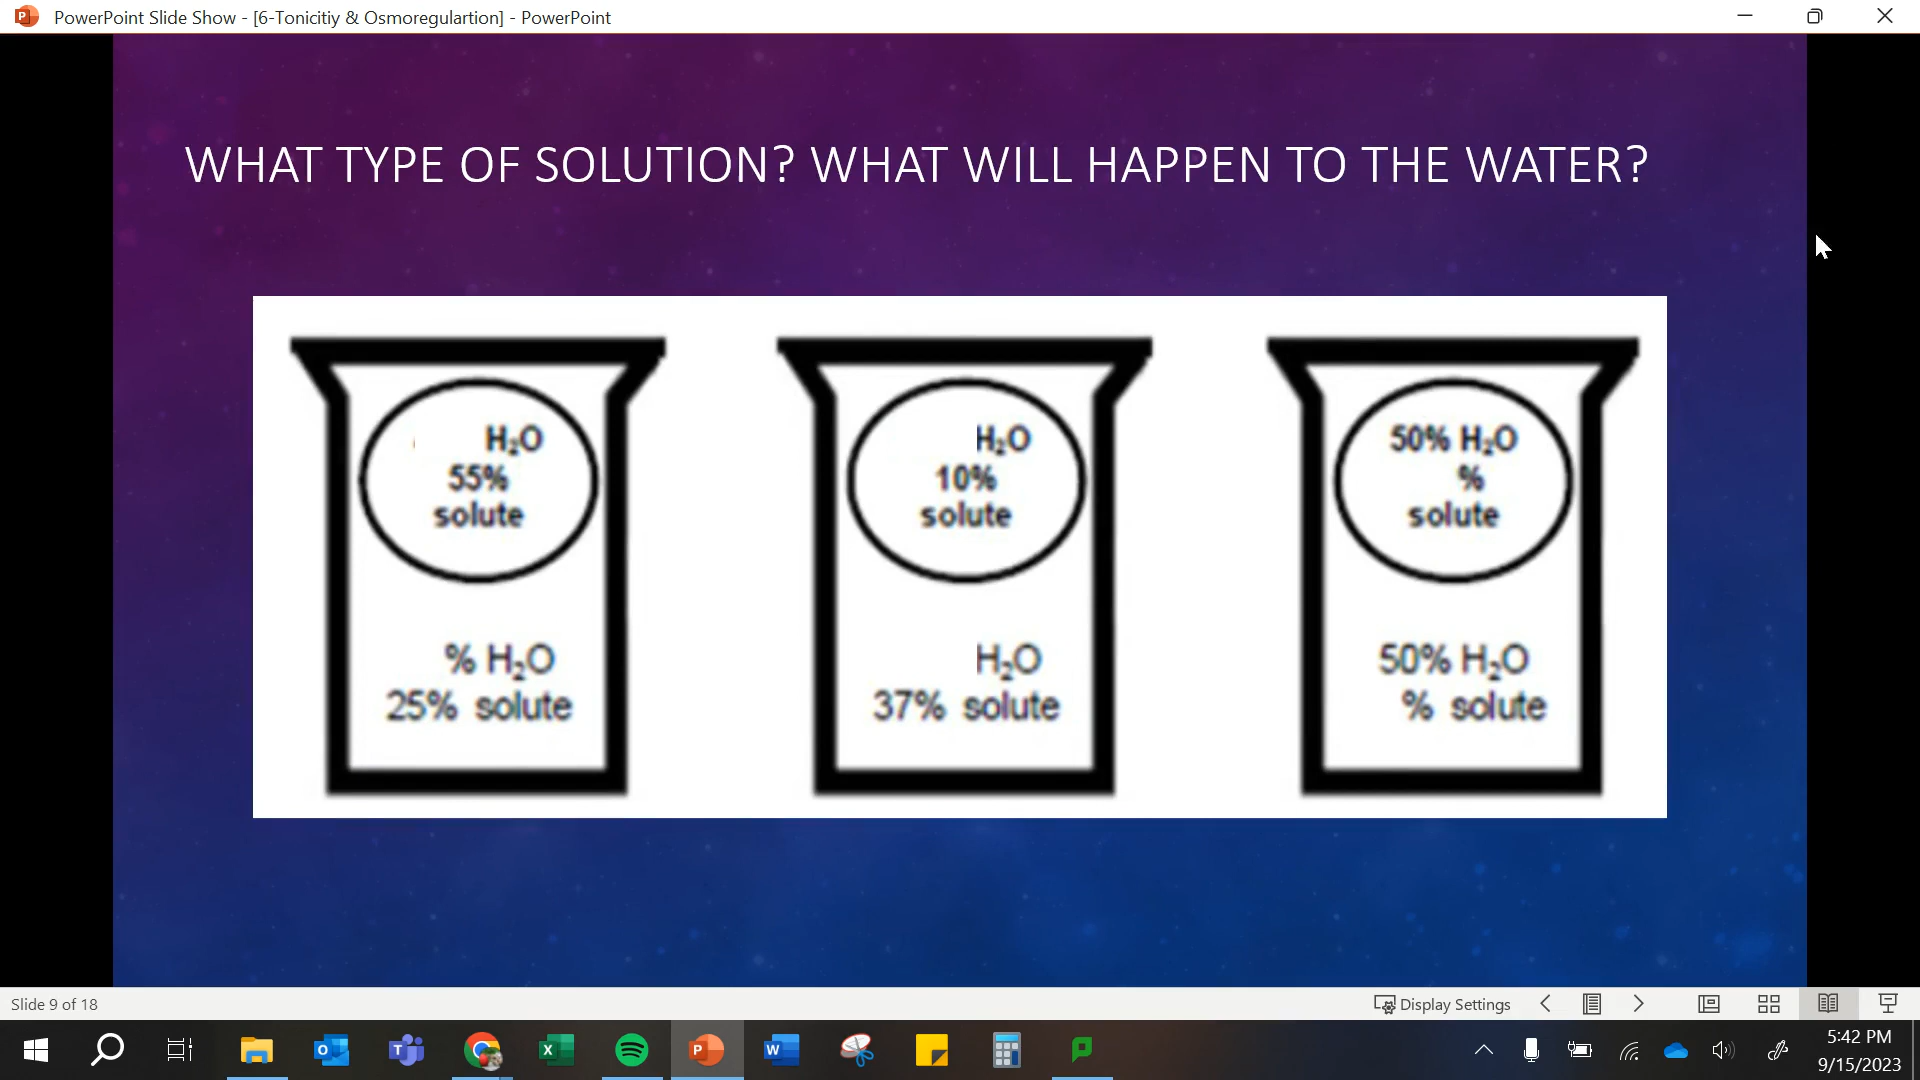 PowerPoint Slide Show - [6-Tonicitiy & Osmoregulartion] - PowerPoint
WHAT TYPE OF SOLUTION? WHAT WILL HAPPEN TO THE WATER?
H₂O
55%
solute
% H₂O
25% solute
H₂O
10%
solute
H₂O
37% solute
50% H₂O
%
solute
50% H₂O
% solute
Slide 9 of 18
Display Settings
5:42 PM
9/15/2023